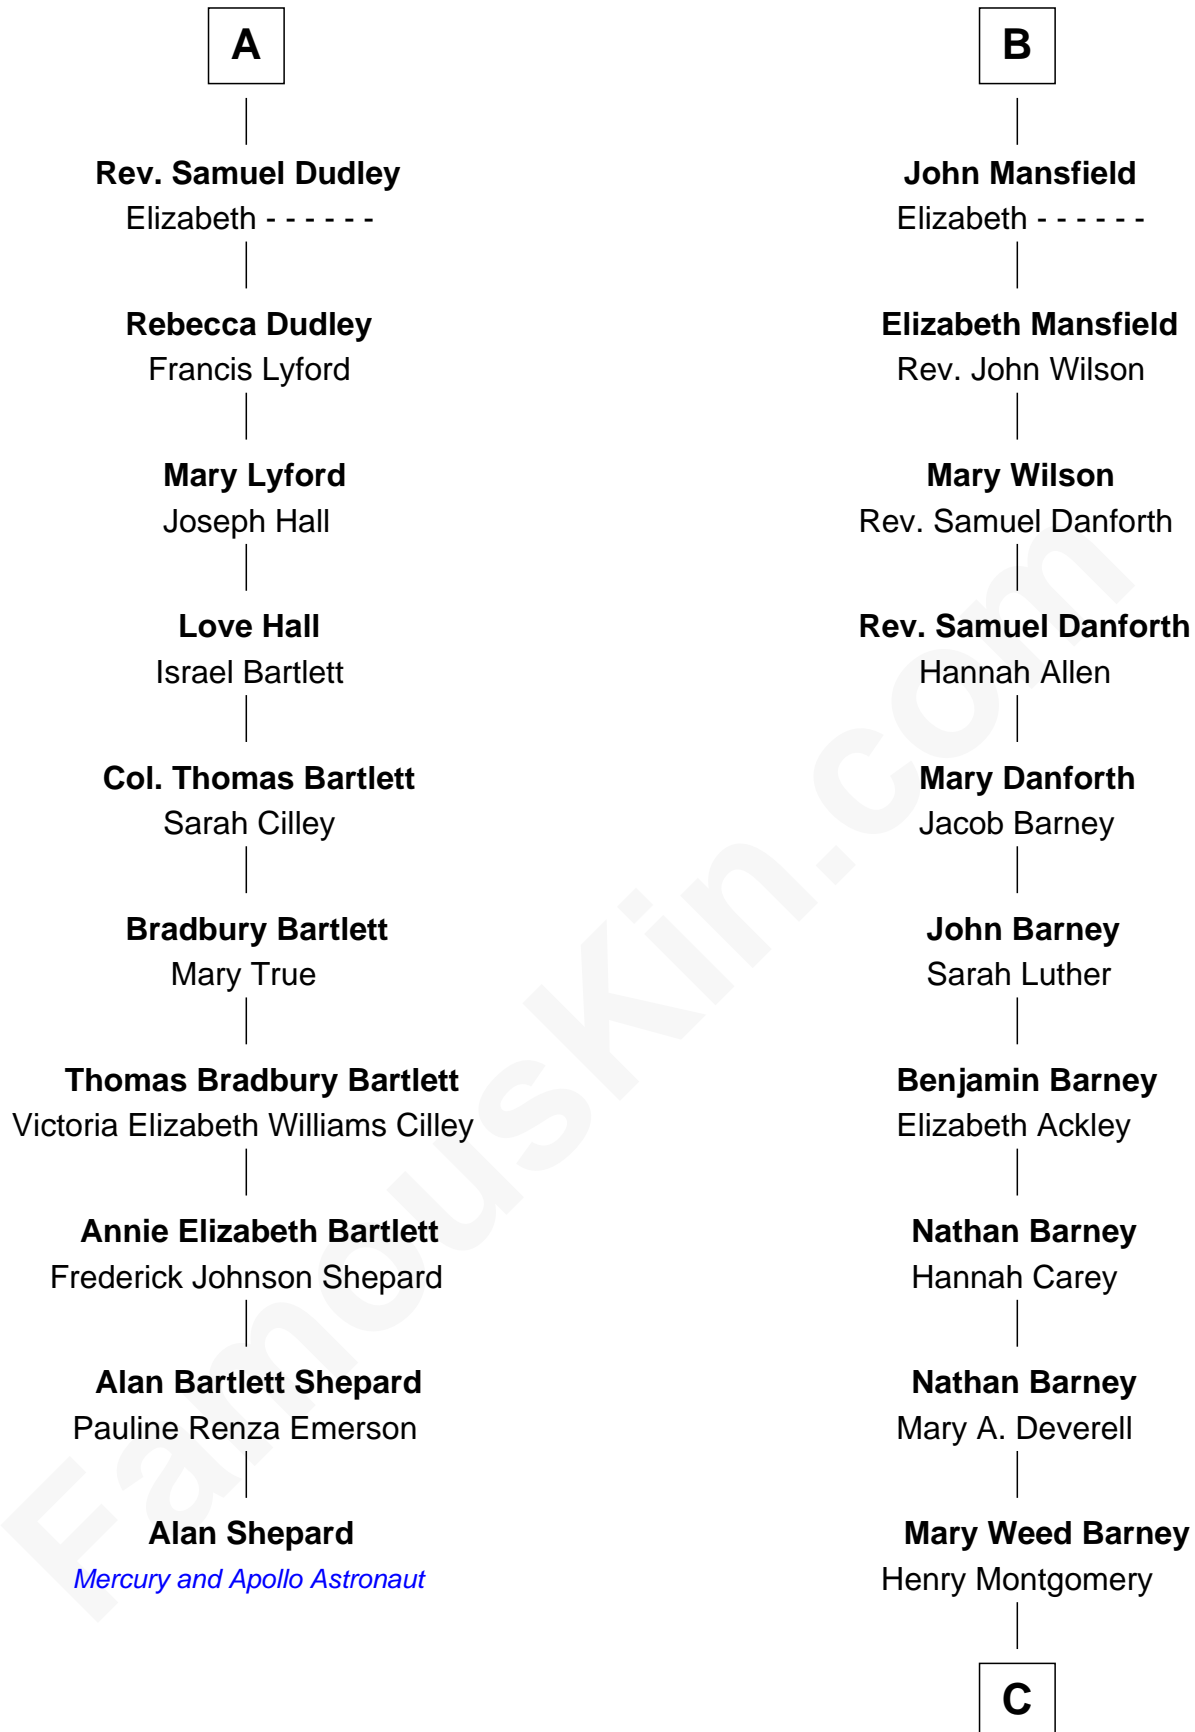 A
Rev. Samuel Dudley
Elizabeth - - - - - -
Rebecca Dudley
Francis Lyford
Mary Lyford
Joseph Hall
Love Hall
Israel Bartlett
Col. Thomas Bartlett
Sarah Cilley
Bradbury Bartlett
Mary True
Thomas Bradbury Bartlett
Victoria Elizabeth Williams Cilley
Annie Elizabeth Bartlett
Frederick Johnson Shepard
Alan Bartlett Shepard
Pauline Renza Emerson
Alan Shepard
Mercury and Apollo Astronaut
B
John Mansfield
Elizabeth - - - - - -
Elizabeth Mansfield
Rev. John Wilson
Mary Wilson
Rev. Samuel Danforth
Rev. Samuel Danforth
Hannah Allen
Mary Danforth
Jacob Barney
John Barney
Sarah Luther
Benjamin Barney
Elizabeth Ackley
Nathan Barney
Hannah Carey
Nathan Barney
Mary A. Deverell
Mary Weed Barney
Henry Montgomery
C
FamousKin.com